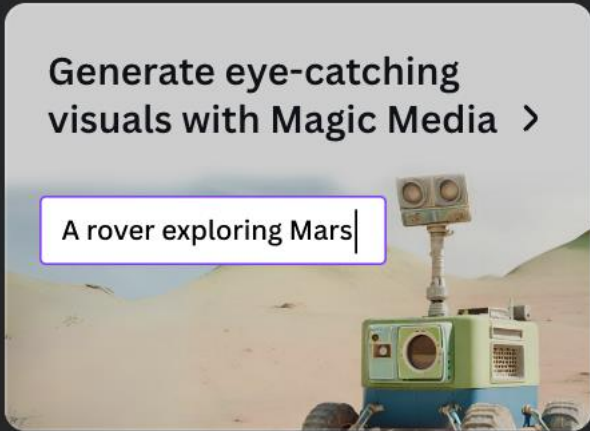 Generate eye-catching
visuals with Magic Media >
A rover exploring Mars